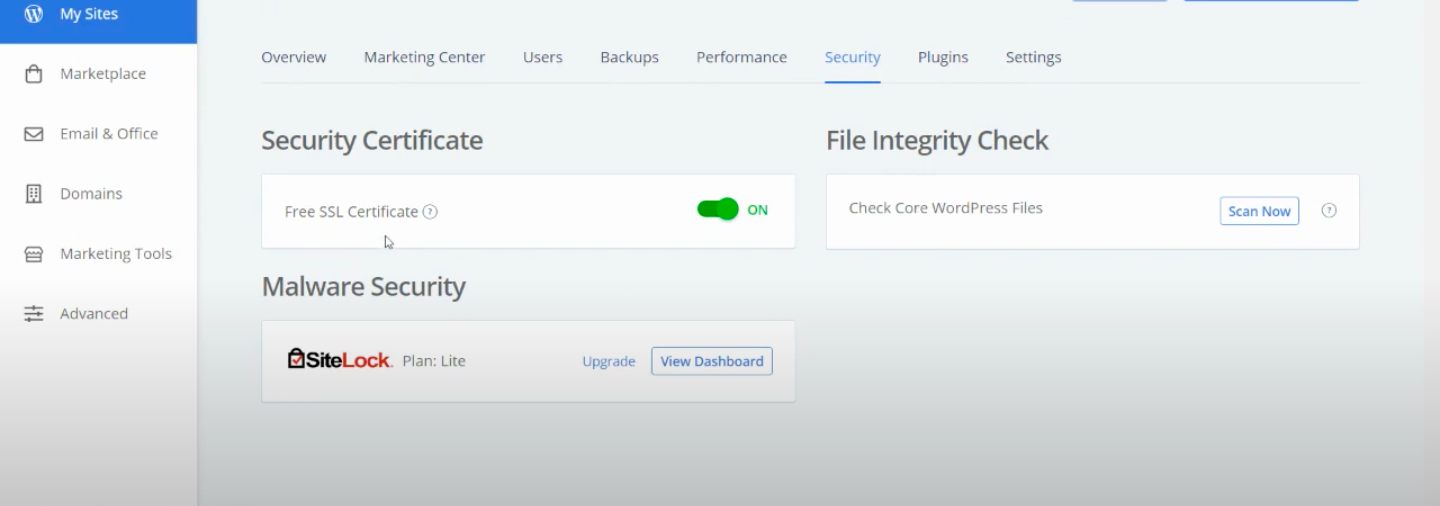 My Sites
Marketplace
Email & Office
Domains
Marketing Tools
Advanced
Overview Marketing Center Users Backups Performance Security Plugins Settings
Security Certificate
Free SSL Certificate ? ON
File Integrity Check
Check Core WordPress Files Scan Now ?
Malware Security
SiteLock. Plan: Lite Upgrade View Dashboard